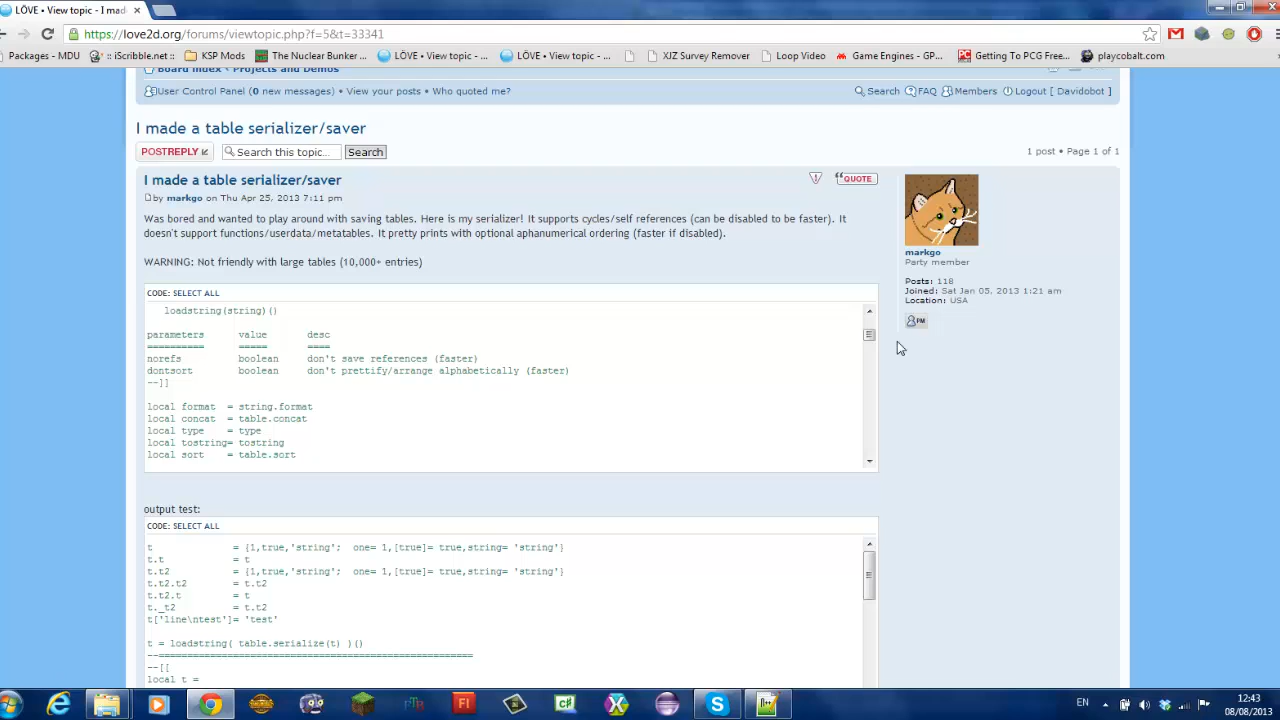 LÖVE • View topic - I mad
https://love2d.org/forums/viewtopic.php?f=5&t=33341
Packages - MDU :: iScribble.net :: KSP Mods The Nuclear Bunker ... LÖVE • View topic - ... LÖVE • View topic - ... XIZ Survey Remover Loop Video Game Engines - GP... Getting To PCG Free... playcobalt.com
Board index ‹ Projects and Demos
User Control Panel (0 new messages) • View your posts • Who quoted me? Search FAQ Members Logout [ Davidobot ]
I made a table serializer/saver
POSTREPLY Search this topic... Search 1 post • Page 1 of 1
I made a table serializer/saver QUOTE
by markgo on Thu Apr 25, 2013 7:11 pm
Was bored and wanted to play around with saving tables. Here is my serializer! It supports cycles/self references (can be disabled to be faster). It
doesn't support functions/userdata/metatables. It pretty prints with optional aphanumerical ordering (faster if disabled).
WARNING: Not friendly with large tables (10,000+ entries)
markgo
Party member
Posts: 118
Joined: Sat Jan 05, 2013 1:21 am
Location: USA
PM
CODE: SELECT ALL
loadstring(string)()
parameters value desc
========== ===== ====
norefs boolean don't save references (faster)
dontsort boolean don't prettify/arrange alphabetically (faster)
--]]
local format = string.format
local concat = table.concat
local type = type
local tostring= tostring
local sort = table.sort
output test:
CODE: SELECT ALL
t = {1,true,'string'; one= 1,[true]= true,string= 'string'}
t.t = t
t.t2 = {1,true,'string'; one= 1,[true]= true,string= 'string'}
t.t2.t2 = t.t2
t.t2.t = t
t._t2 = t.t2
t['line\ntest']= 'test'
t = loadstring( table.serialize(t) )()
--[[
local t =
EN 12:43
08/08/2013